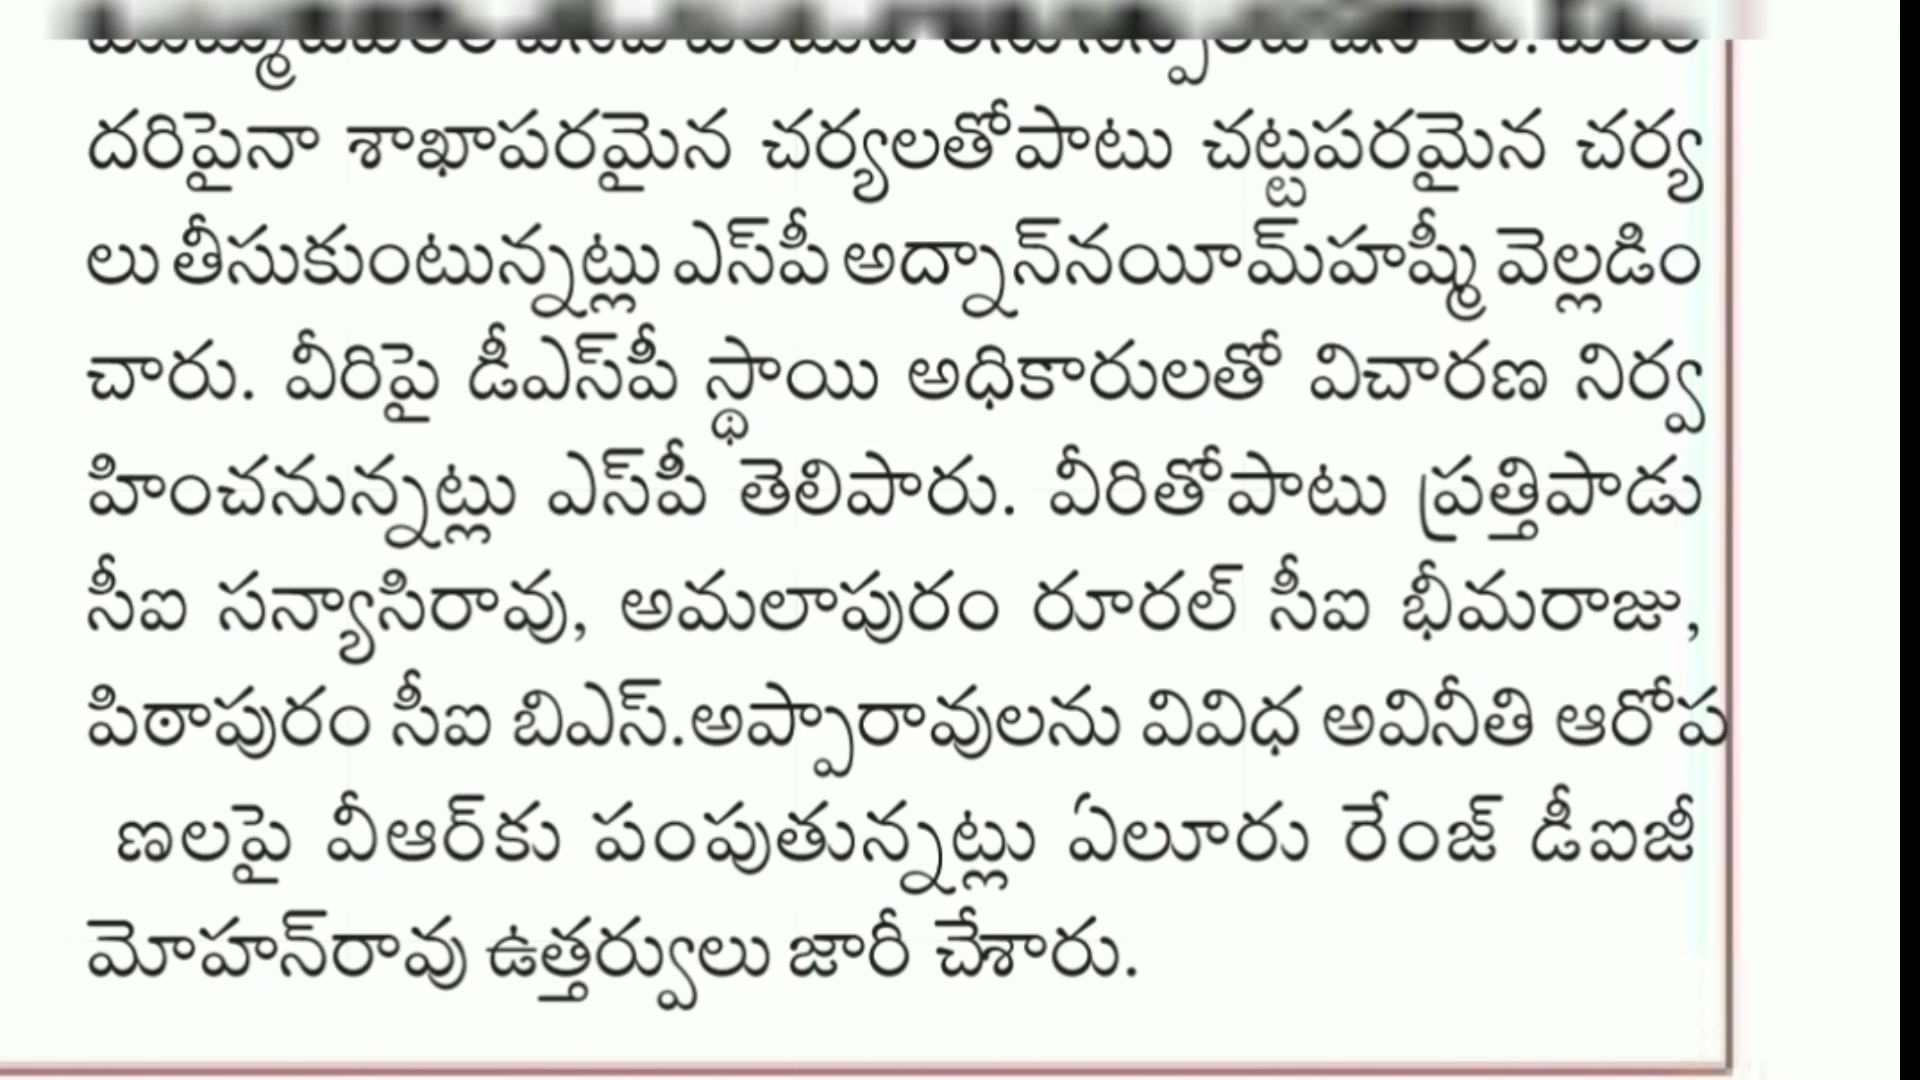 దరిపైనా శాఖాపరమైన చర్యలతోపాటు చట్టపరమైన చర్య
లు తీసుకుంటున్నట్లు ఎస్‌పీ అద్నాన్‌నయీమ్‌హష్మీ వెల్లడిం
చారు. వీరిపై డీఎస్‌పీ స్థాయి అధికారులతో విచారణ నిర్వ
హించనున్నట్లు ఎస్‌పీ తెలిపారు. వీరితోపాటు ప్రత్తిపాడు
సీఐ సన్యాసిరావు, అమలాపురం రూరల్ సీఐ భీమరాజు,
పిఠాపురం సీఐ బిఎస్.అప్పారావులను వివిధ అవినీతి ఆరోప
ణలపై వీఆర్‌కు పంపుతున్నట్లు ఏలూరు రేంజ్ డీఐజీ
మోహన్‌రావు ఉత్తర్వులు జారీ చేశారు.